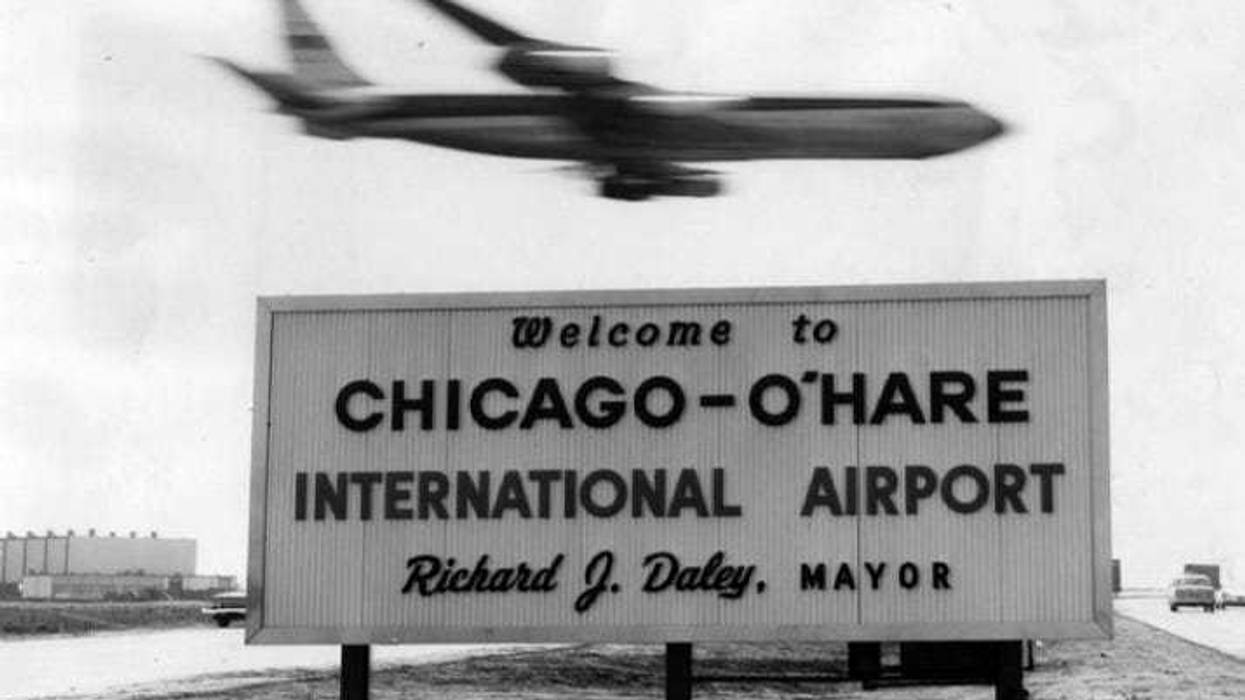 Welcome to
CHICAGO-O'HARE
INTERNATIONAL AIRPORT
Richard J. Daley, MAYOR